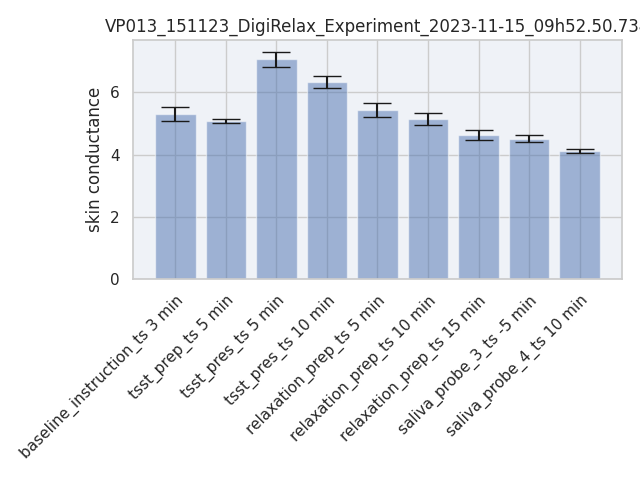 VP013_151123_DigiRelax_Experiment_2023-11-15_09h52.50.73
skin conductance
6
4
2
0
baseline_instruction_ts 3 min
tsst_prep_ts 5 min
tsst_pres_ts 5 min
tsst_pres_ts 10 min
relaxation_prep_ts 5 min
relaxation_prep_ts 10 min
relaxation_prep_ts 15 min
saliva_probe_3_ts -5 min
saliva_probe_4_ts 10 min